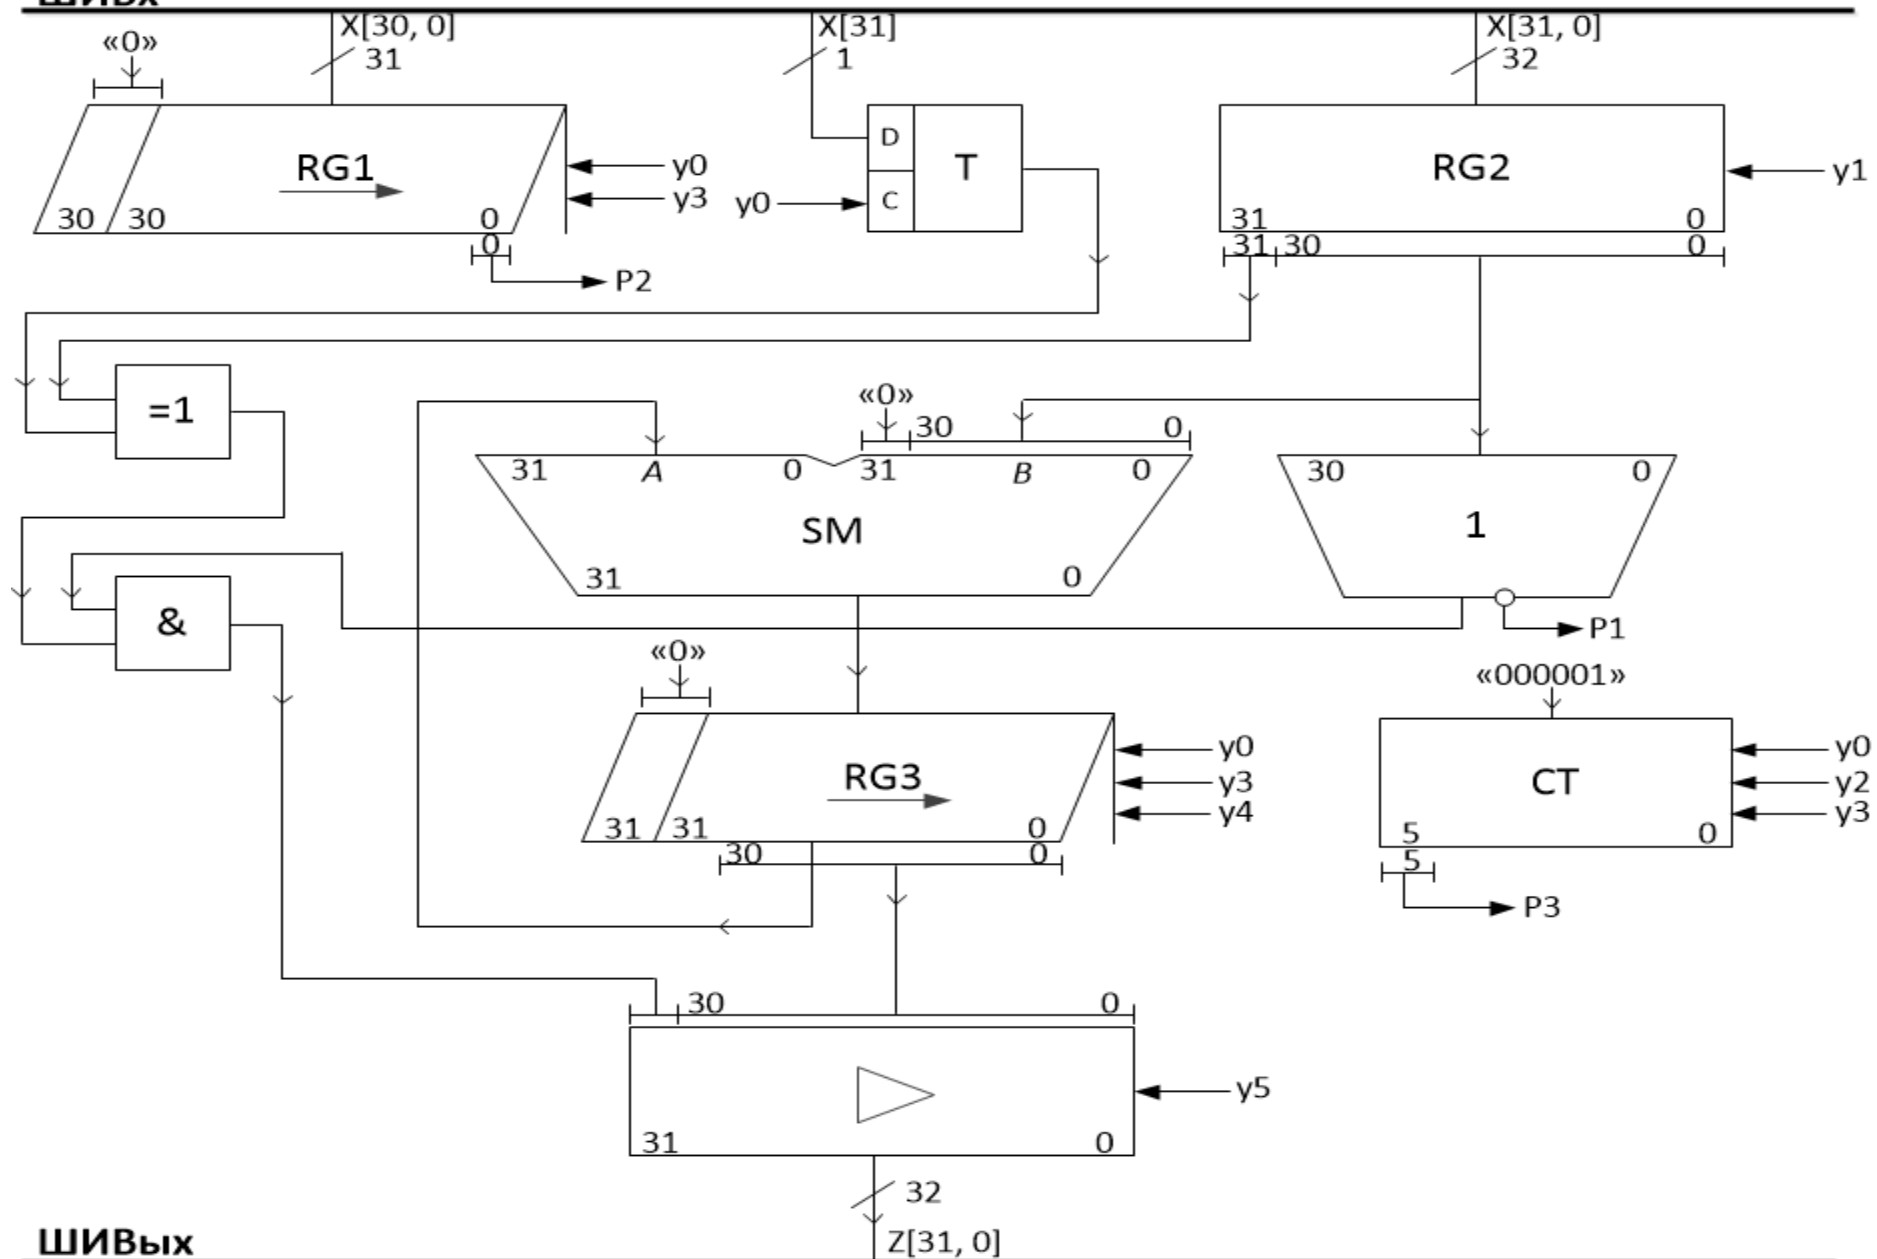 ШИВх
X[30, 0]
X[31]
X[31, 0]
«0»
31
1
32
RG1
D
T
RG2
y0
y3
y0
C
y1
30 30 0
31 0
0
31 30 0
P2
=1
«0»
30 0
31 A 0 31 B 0
30 0
SM
1
31 0
&
P1
«0»
«000001»
RG3
y0
y3
y4
CT
y0
y2
y3
31 31 0
5 0
30 0
5
P3
30 0
y5
31 0
32
ШИВых
Z[31, 0]